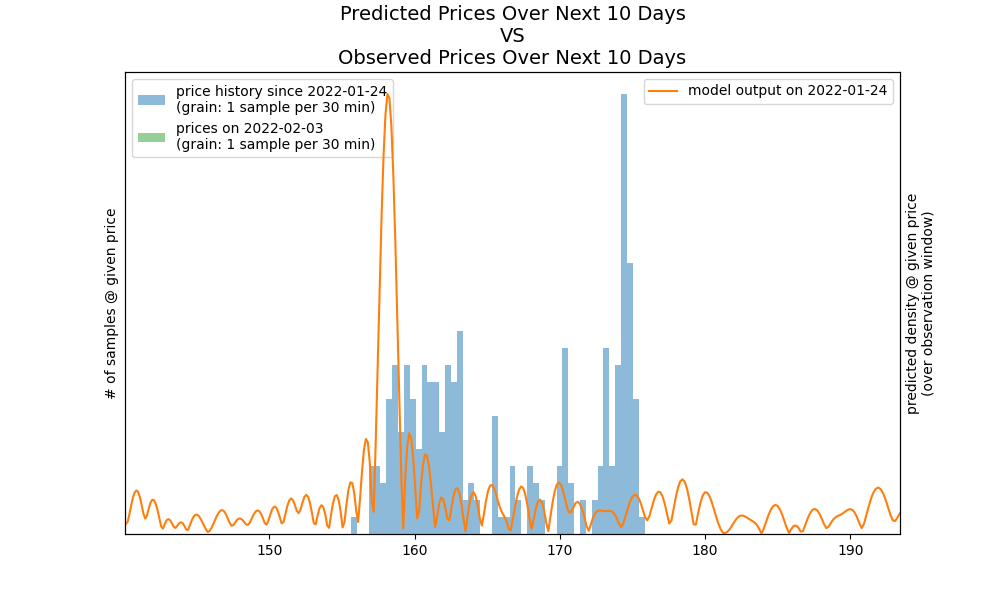 Predicted Prices Over Next 10 Days
VS
Observed Prices Over Next 10 Days
price history since 2022-01-24
(grain: 1 sample per 30 min)
prices on 2022-02-03
(grain: 1 sample per 30 min)
model output on 2022-01-24
# of samples @ given price
predicted density @ given price
(over observation window)
150
160
170
180
190